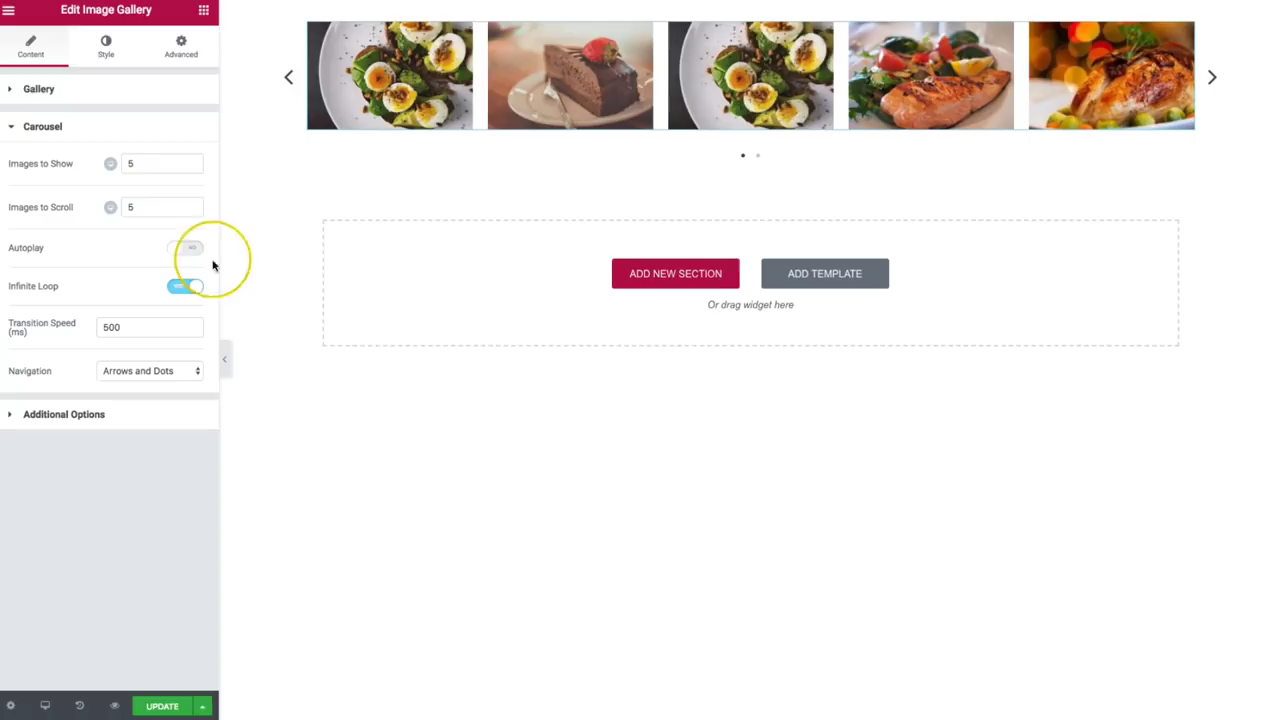 Edit Image Gallery
Content
Style
Advanced
Gallery
Carousel
Images to Show
5
Images to Scroll
5
Autoplay
Infinite Loop
Transition Speed
(ms)
500
Navigation
Arrows and Dots
Additional Options
UPDATE
ADD NEW SECTION
ADD TEMPLATE
Or drag widget here